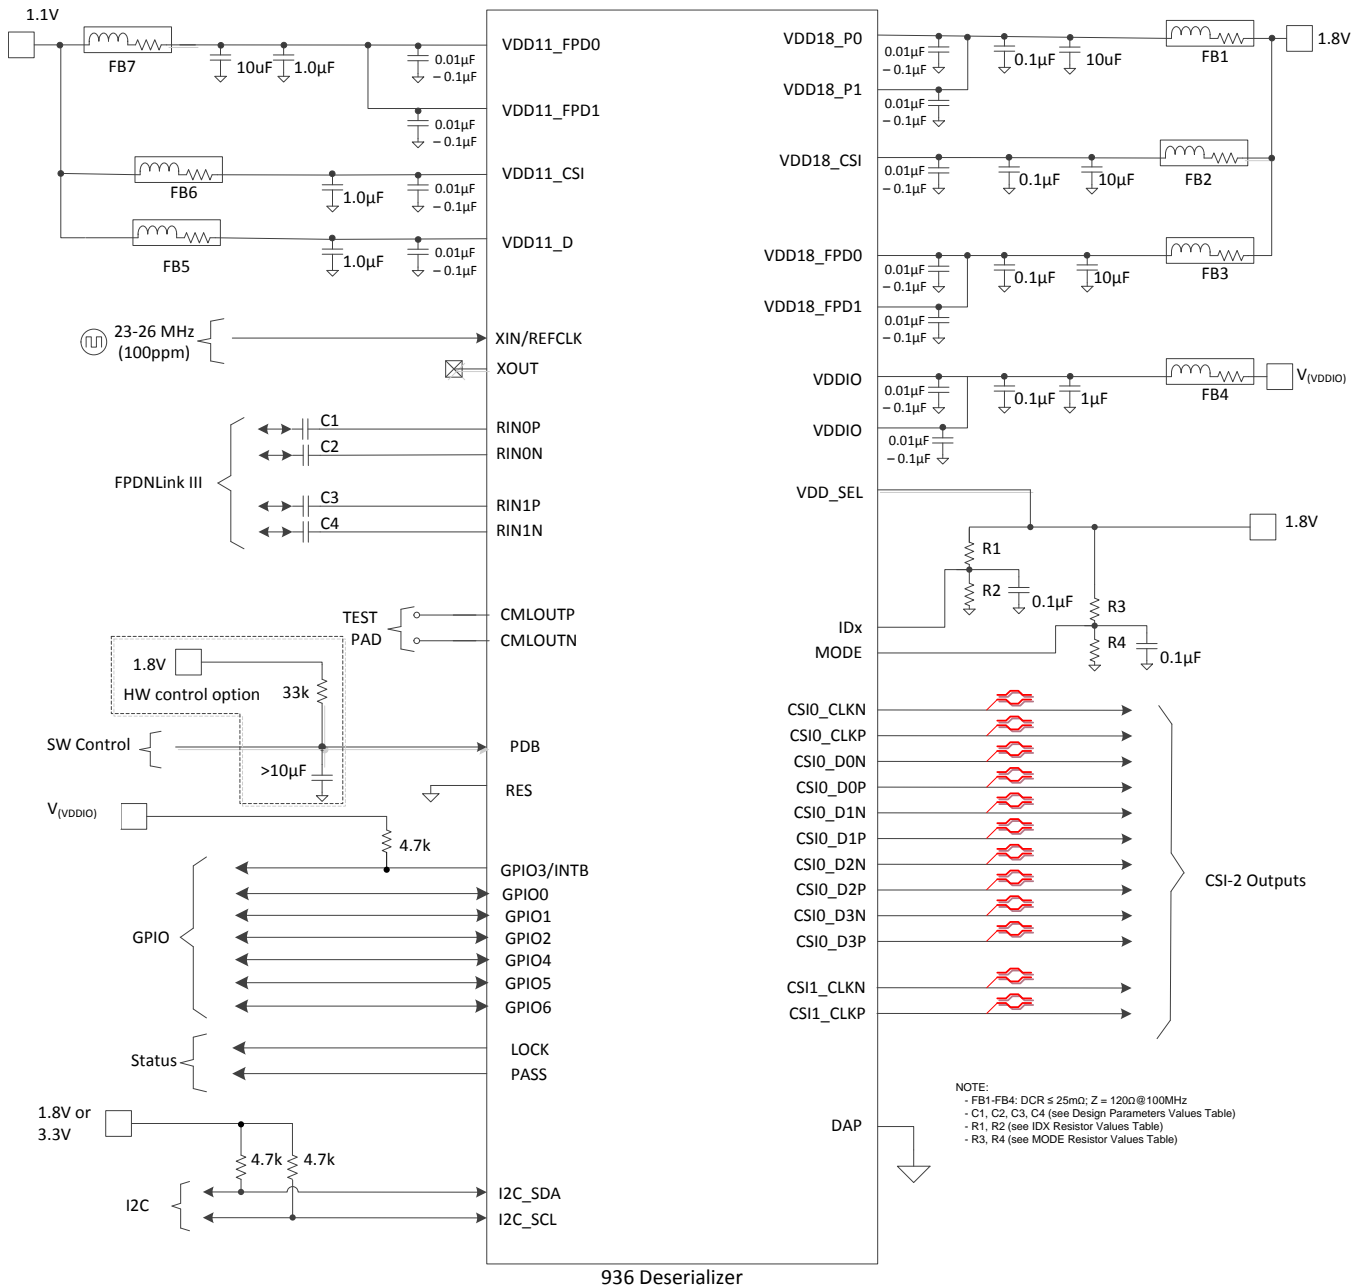 1.1V
FB7
10uF
1.0µF
0.01µF
– 0.1µF
VDD11_FPD0
0.01µF
– 0.1µF
VDD11_FPD1
FB6
1.0µF
0.01µF
– 0.1µF
VDD11_CSI
FB5
1.0µF
0.01µF
– 0.1µF
VDD11_D
23-26 MHz
(100ppm)
XIN/REFCLK
XOUT
FPDNLink III
C1
RIN0P
C2
RIN0N
C3
RIN1P
C4
RIN1N
TEST
PAD
CMLOUTP
CMLOUTN
1.8V
HW control option
33k
SW Control
>10µF
PDB
RES
V(VDDIO)
4.7k
GPIO
GPIO3/INTB
GPIO0
GPIO1
GPIO2
GPIO4
GPIO5
GPIO6
Status
LOCK
PASS
1.8V or
3.3V
4.7k
4.7k
I2C
I2C_SDA
I2C_SCL
VDD18_P0
0.01µF
– 0.1µF
0.1µF
10uF
FB1
1.8V
VDD18_P1
0.01µF
– 0.1µF
VDD18_CSI
0.01µF
– 0.1µF
0.1µF
10µF
FB2
VDD18_FPD0
0.01µF
– 0.1µF
0.1µF
10µF
FB3
VDD18_FPD1
0.01µF
– 0.1µF
VDDIO
0.01µF
– 0.1µF
0.1µF
1µF
FB4
V(VDDIO)
VDDIO
0.01µF
– 0.1µF
VDD_SEL
1.8V
R1
R2
0.1µF
R3
R4
0.1µF
IDx
MODE
CSI0_CLKN
CSI0_CLKP
CSI0_D0N
CSI0_D0P
CSI0_D1N
CSI0_D1P
CSI0_D2N
CSI0_D2P
CSI0_D3N
CSI0_D3P
CSI1_CLKN
CSI1_CLKP
CSI-2 Outputs
DAP
NOTE:
- FB1-FB4: DCR ≤ 25mΩ; Z = 120Ω@100MHz
- C1, C2, C3, C4 (see Design Parameters Values Table)
- R1, R2 (see IDX Resistor Values Table)
- R3, R4 (see MODE Resistor Values Table)
936 Deserializer